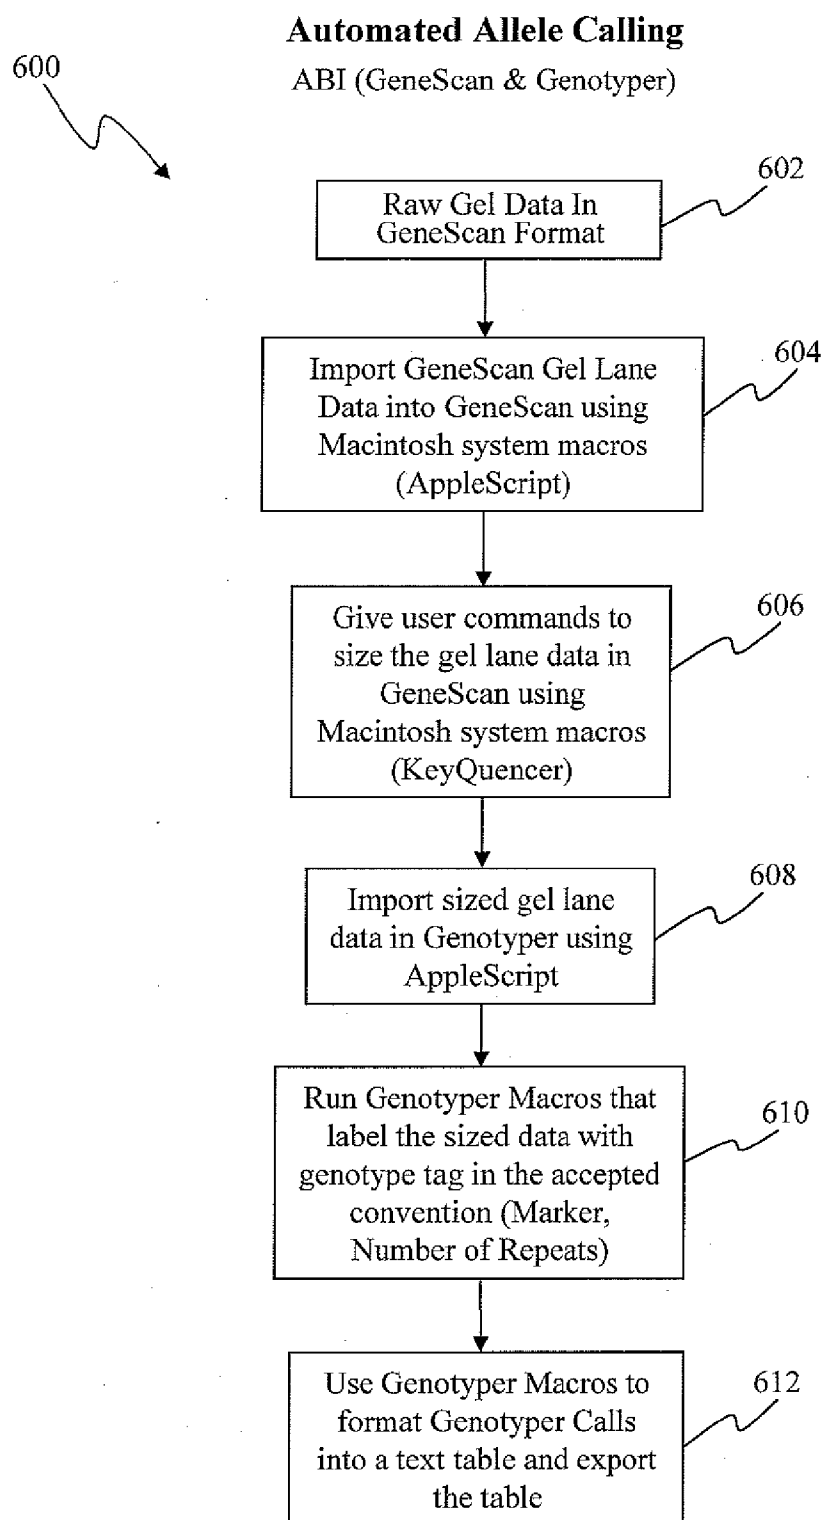 Automated Allele Calling
600
ABI (GeneScan & Genotyper)
602
Raw Gel Data In
GeneScan Format
604
Import GeneScan Gel Lane
Data into GeneScan using
Macintosh system macros
(AppleScript)
606
Give user commands to
size the gel lane data in
GeneScan using
Macintosh system macros
(KeyQuencer)
608
Import sized gel lane
data in Genotyper using
AppleScript
610
Run Genotyper Macros that
label the sized data with
genotype tag in the accepted
convention (Marker,
Number of Repeats)
612
Use Genotyper Macros to
format Genotyper Calls
into a text table and export
the table